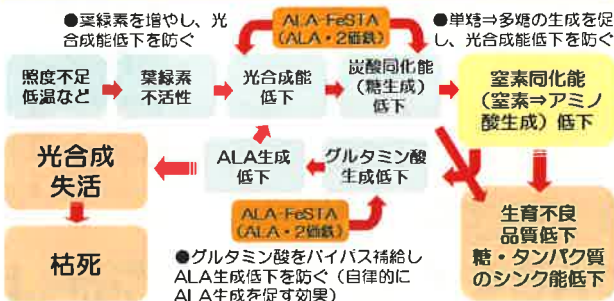 ●葉緑素を増やし、光
合成能低下を防ぐ
ALA-FeSTA
(ALA・2価鉄)
●単糖⇒多糖の生成を促
し、光合成能低下を防ぐ
照度不足
低温など
葉緑素
不活性
光合成能
低下
炭酸同化能
(糖生成)
低下
窒素同化能
(窒素⇒アミノ
酸生成)低下
光合成
失活
ALA生成
低下
グルタミン酸
生成低下
枯死
ALA-FeSTA
(ALA・2価鉄)
生育不良
品質低下
糖・タンパク質
のシンク能低下
●グルタミン酸をバイパス補給し
ALA生成低下を防ぐ(自律的に
ALA生成を促す効果)